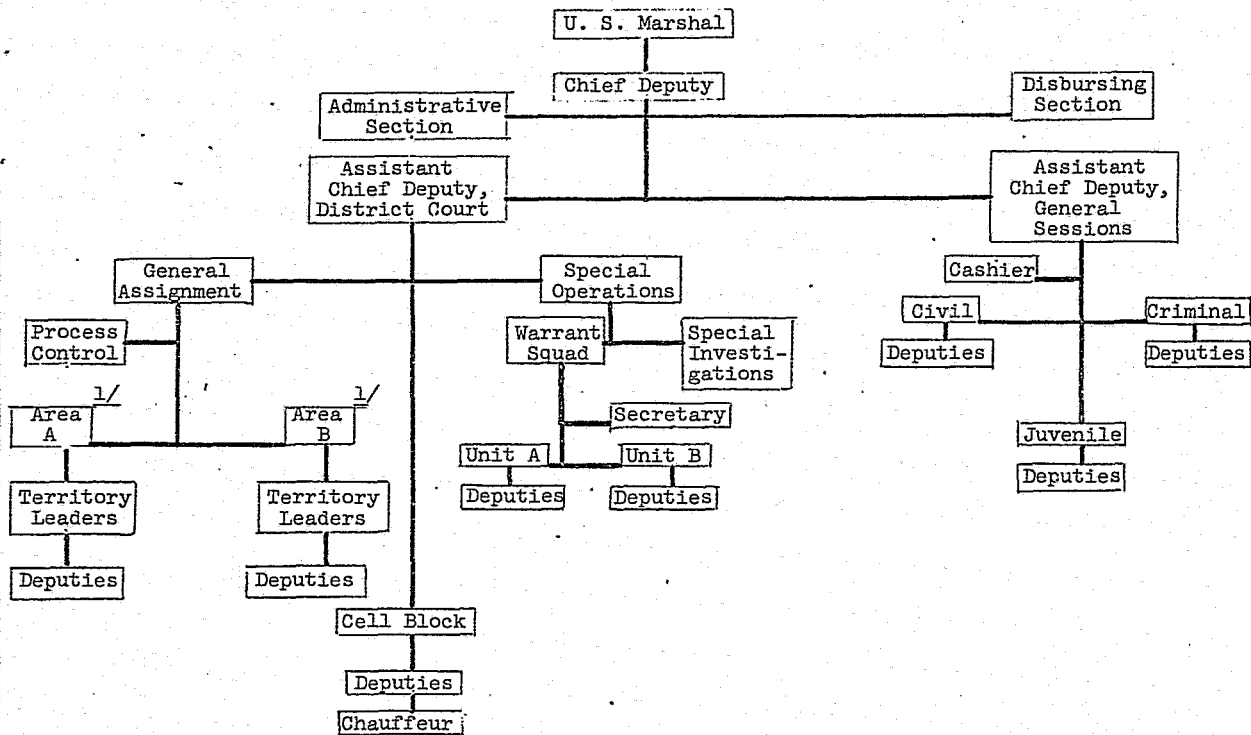 U. S. Marshal
Chief Deputy
Administrative
Section
Disbursing
Section
Assistant
Chief Deputy,
District Court
Assistant
Chief Deputy,
General
Sessions
General
Assignment
Special
Operations
Cashier
Process
Control
Warrant
Squad
Special
Investi-
gations
Civil
Criminal
Deputies
Deputies
1/
Area
A
1/
Area
B
Secretary
Juvenile
Unit A
Unit B
Deputies
Deputies
Deputies
Territory
Leaders
Territory
Leaders
Deputies
Deputies
Cell Block
Deputies
Chauffeur